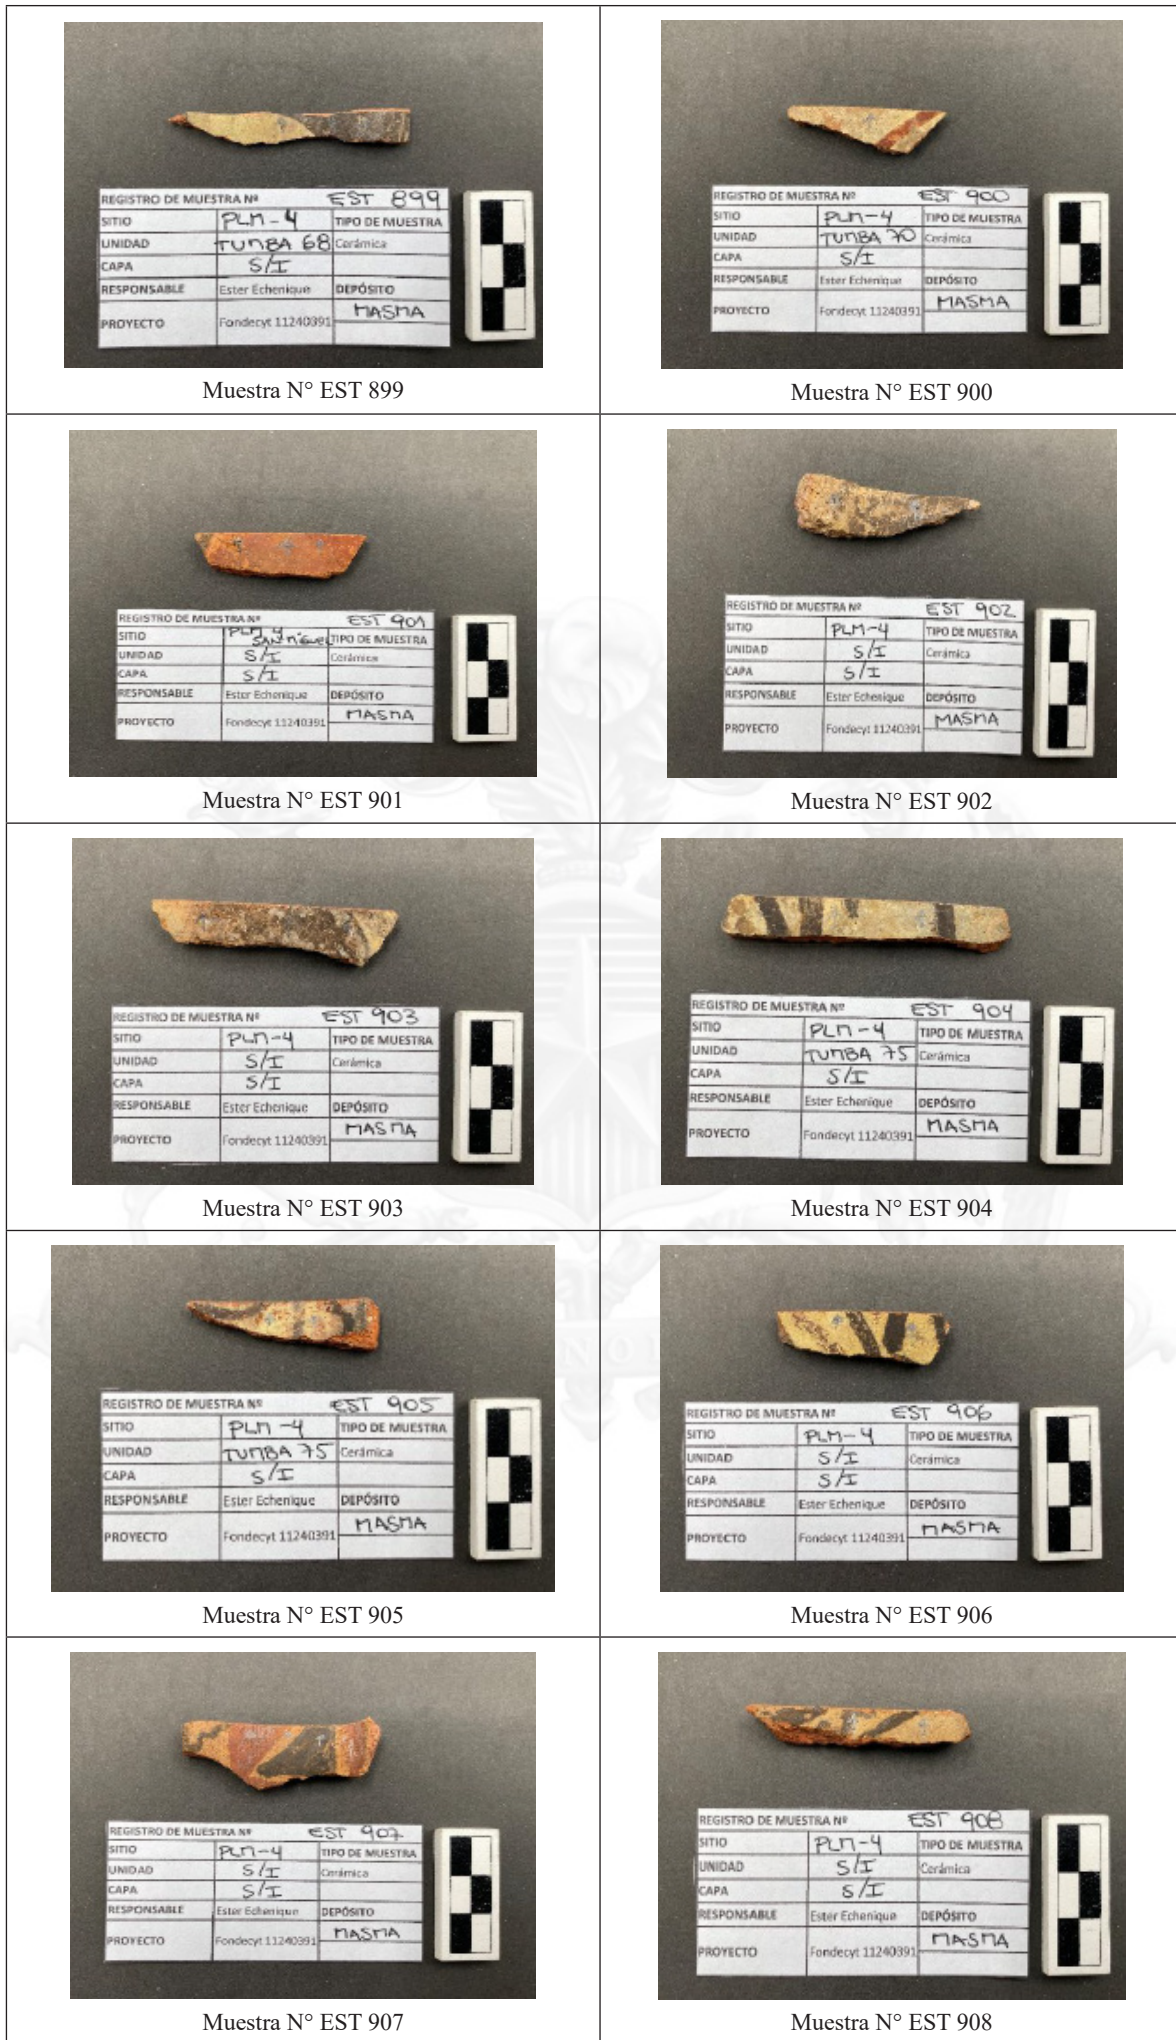 REGISTRO DE MUESTRA Nº EST 899
SITIO PLM-4 TIPO DE MUESTRA
UNIDAD TUMBA 68 Cerámica
CAPA S/I
RESPONSABLE Ester Echenique DEPÓSITO
PROYECTO Fondecyt 11240391 MASMA
Muestra N° EST 899
REGISTRO DE MUESTRA Nº EST 900
SITIO PLM-4 TIPO DE MUESTRA
UNIDAD TUMBA 70 Cerámica
CAPA S/I
RESPONSABLE Ester Echenique DEPÓSITO
PROYECTO Fondecyt 11240391 MASMA
Muestra N° EST 900
REGISTRO DE MUESTRA Nº EST 901
SITIO PLM 4 SAN MIGUEL TIPO DE MUESTRA
UNIDAD S/I Cerámica
CAPA S/I
RESPONSABLE Ester Echenique DEPÓSITO
PROYECTO Fondecyt 11240391 MASMA
Muestra N° EST 901
REGISTRO DE MUESTRA Nº EST 902
SITIO PLM-4 TIPO DE MUESTRA
UNIDAD S/I Cerámica
CAPA S/I
RESPONSABLE Ester Echenique DEPÓSITO
PROYECTO Fondecyt 11240391 MASMA
Muestra N° EST 902
REGISTRO DE MUESTRA Nº EST 903
SITIO PLM-4 TIPO DE MUESTRA
UNIDAD S/I Cerámica
CAPA S/I
RESPONSABLE Ester Echenique DEPÓSITO
PROYECTO Fondecyt 11240391 MASMA
Muestra N° EST 903
REGISTRO DE MUESTRA Nº EST 904
SITIO PLM-4 TIPO DE MUESTRA
UNIDAD TUMBA 75 Cerámica
CAPA S/I
RESPONSABLE Ester Echenique DEPÓSITO
PROYECTO Fondecyt 11240391 MASMA
Muestra N° EST 904
REGISTRO DE MUESTRA Nº EST 905
SITIO PLM-4 TIPO DE MUESTRA
UNIDAD TUMBA 75 Cerámica
CAPA S/I
RESPONSABLE Ester Echenique DEPÓSITO
PROYECTO Fondecyt 11240391 MASMA
Muestra N° EST 905
REGISTRO DE MUESTRA Nº EST 906
SITIO PLM-4 TIPO DE MUESTRA
UNIDAD S/I Cerámica
CAPA S/I
RESPONSABLE Ester Echenique DEPÓSITO
PROYECTO Fondecyt 11240391 MASMA
Muestra N° EST 906
REGISTRO DE MUESTRA Nº EST 907
SITIO PLM-4 TIPO DE MUESTRA
UNIDAD S/I Cerámica
CAPA S/I
RESPONSABLE Ester Echenique DEPÓSITO
PROYECTO Fondecyt 11240391 MASMA
Muestra N° EST 907
REGISTRO DE MUESTRA Nº EST 908
SITIO PLM-4 TIPO DE MUESTRA
UNIDAD S/I Cerámica
CAPA S/I
RESPONSABLE Ester Echenique DEPÓSITO
PROYECTO Fondecyt 11240391 MASMA
Muestra N° EST 908